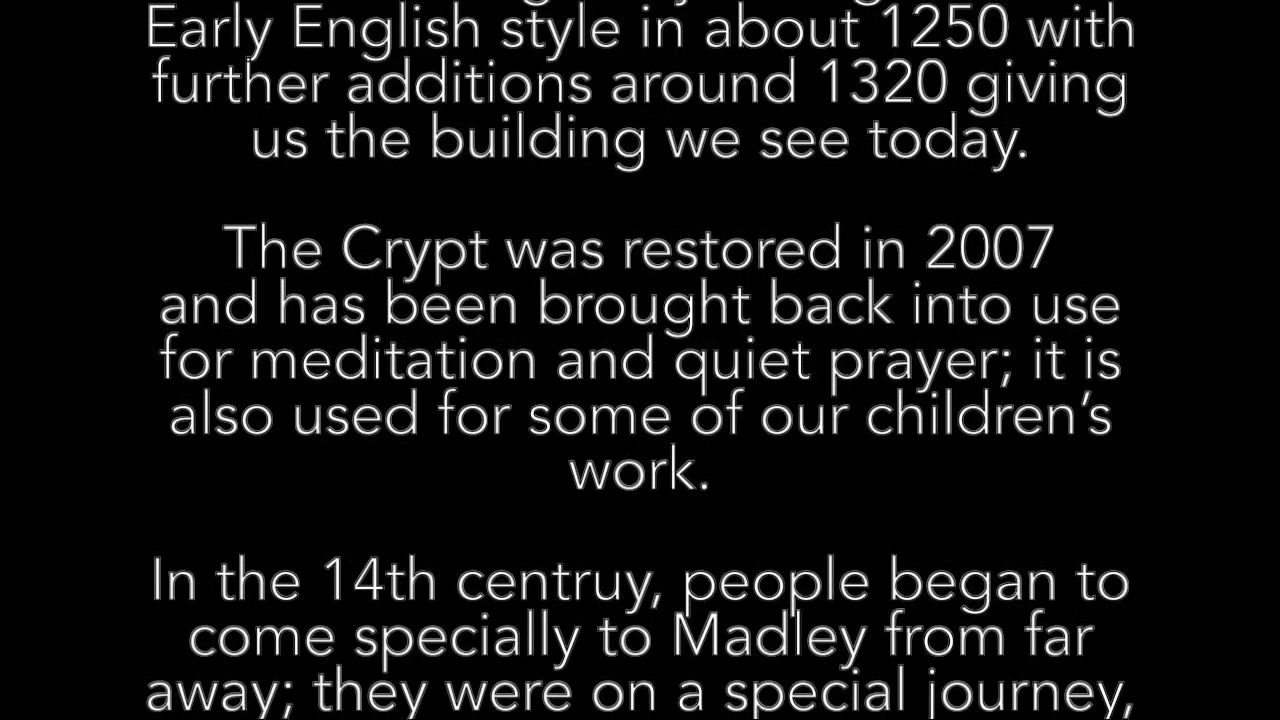 Early English style in about 1250 with
further additions around 1320 giving
us the building we see today.
The Crypt was restored in 2007
and has been brought back into use
for meditation and quiet prayer; it is
also used for some of our children’s
work.
In the 14th centruy, people began to
come specially to Madley from far
away; they were on a special journey,